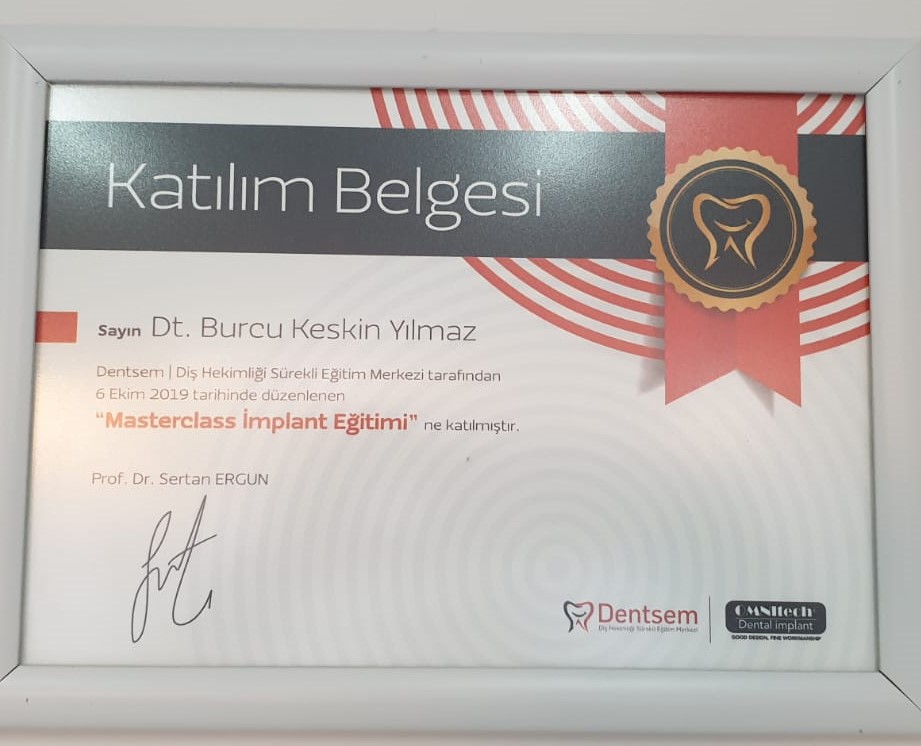 Katılım Belgesi
Sayın Dt. Burcu Keskin Yılmaz
Dentsem | Diş Hekimliği Sürekli Eğitim Merkezi tarafından
6 Ekim 2019 tarihinde düzenlenen
“Masterclass İmplant Eğitimi” ne katılmıştır.
Prof. Dr. Sertan ERGUN
Dentsem
Diş Hekimliği Sürekli Eğitim Merkezi
OMNItech
Dental implant
GOOD DESIGN, FINE WORKMANSHIP